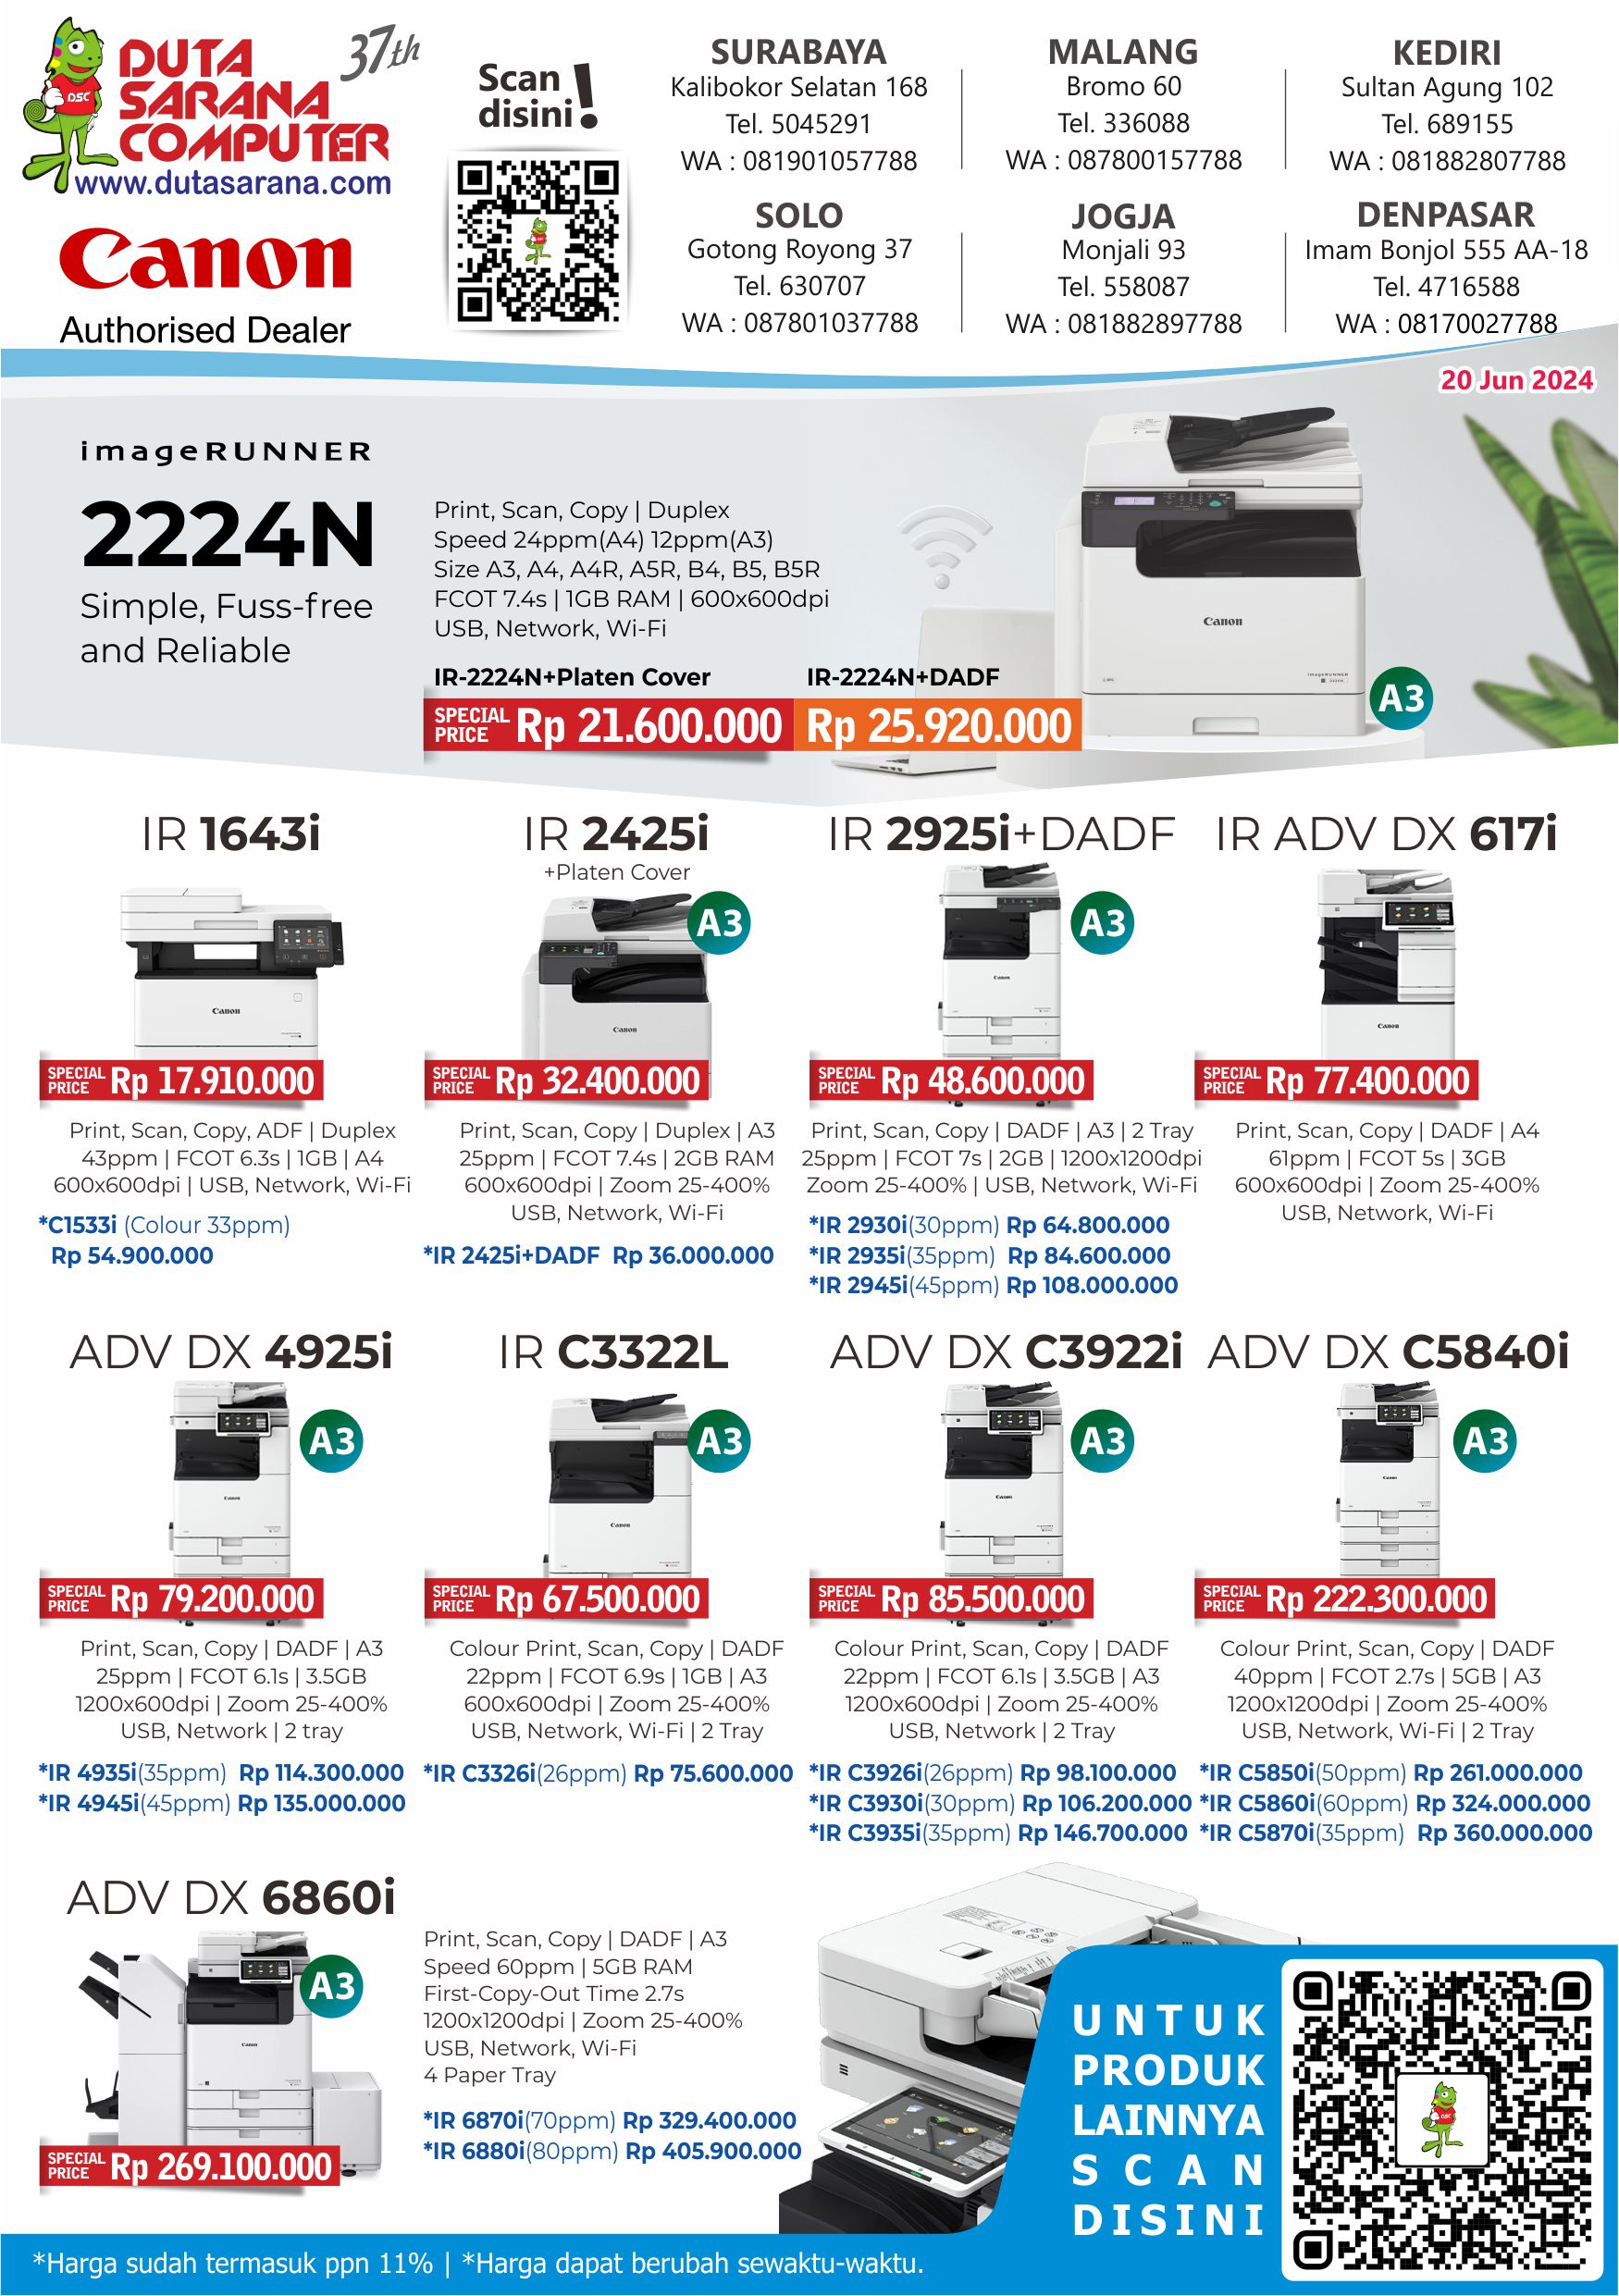 DUTA
SARANA
COMPUTER
37th
DSC
www.dutasarana.com
Canon
Authorised Dealer
Scan
disini!
SURABAYA
Kalibokor Selatan 168
Tel. 5045291
WA : 081901057788
MALANG
Bromo 60
Tel. 336088
WA : 087800157788
KEDIRI
Sultan Agung 102
Tel. 689155
WA : 081882807788
SOLO
Gotong Royong 37
Tel. 630707
WA : 087801037788
JOGJA
Monjali 93
Tel. 558087
WA : 081882897788
DENPASAR
Imam Bonjol 555 AA-18
Tel. 4716588
WA : 08170027788
20 Jun 2024
imageRUNNER
2224N
Simple, Fuss-free
and Reliable
Print, Scan, Copy | Duplex
Speed 24ppm(A4) 12ppm(A3)
Size A3, A4, A4R, A5R, B4, B5, B5R
FCOT 7.4s | 1GB RAM | 600x600dpi
USB, Network, Wi-Fi
IR-2224N+Platen Cover
SPECIAL PRICE Rp 21.600.000
IR-2224N+DADF
Rp 25.920.000
Canon
A3
IR 1643i
Canon
SPECIAL PRICE Rp 17.910.000
Print, Scan, Copy, ADF | Duplex
43ppm | FCOT 6.3s | 1GB | A4
600x600dpi | USB, Network, Wi-Fi
*C1533i (Colour 33ppm)
Rp 54.900.000
IR 2425i
+Platen Cover
A3
Canon
SPECIAL PRICE Rp 32.400.000
Print, Scan, Copy | Duplex | A3
25ppm | FCOT 7.4s | 2GB RAM
600x600dpi | Zoom 25-400%
USB, Network, Wi-Fi
*IR 2425i+DADF Rp 36.000.000
IR 2925i+DADF
A3
Canon
SPECIAL PRICE Rp 48.600.000
Print, Scan, Copy | DADF | A3 | 2 Tray
25ppm | FCOT 7s | 2GB | 1200x1200dpi
Zoom 25-400% | USB, Network, Wi-Fi
*IR 2930i(30ppm) Rp 64.800.000
*IR 2935i(35ppm) Rp 84.600.000
*IR 2945i(45ppm) Rp 108.000.000
IR ADV DX 617i
Canon
SPECIAL PRICE Rp 77.400.000
Print, Scan, Copy | DADF | A4
61ppm | FCOT 5s | 3GB
600x600dpi | Zoom 25-400%
USB, Network, Wi-Fi
ADV DX 4925i
A3
Canon
SPECIAL PRICE Rp 79.200.000
Print, Scan, Copy | DADF | A3
25ppm | FCOT 6.1s | 3.5GB
1200x600dpi | Zoom 25-400%
USB, Network | 2 tray
*IR 4935i(35ppm) Rp 114.300.000
*IR 4945i(45ppm) Rp 135.000.000
IR C3322L
A3
Canon
SPECIAL PRICE Rp 67.500.000
Colour Print, Scan, Copy | DADF
22ppm | FCOT 6.9s | 1GB | A3
600x600dpi | Zoom 25-400%
USB, Network, Wi-Fi | 2 Tray
*IR C3326i(26ppm) Rp 75.600.000
ADV DX C3922i
A3
Canon
SPECIAL PRICE Rp 85.500.000
Colour Print, Scan, Copy | DADF
22ppm | FCOT 6.1s | 3.5GB | A3
1200x600dpi | Zoom 25-400%
USB, Network | 2 Tray
*IR C3926i(26ppm) Rp 98.100.000
*IR C3930i(30ppm) Rp 106.200.000
*IR C3935i(35ppm) Rp 146.700.000
ADV DX C5840i
A3
Canon
SPECIAL PRICE Rp 222.300.000
Colour Print, Scan, Copy | DADF
40ppm | FCOT 2.7s | 5GB | A3
1200x1200dpi | Zoom 25-400%
USB, Network, Wi-Fi | 2 Tray
*IR C5850i(50ppm) Rp 261.000.000
*IR C5860i(60ppm) Rp 324.000.000
*IR C5870i(35ppm) Rp 360.000.000
ADV DX 6860i
A3
Canon
SPECIAL PRICE Rp 269.100.000
Print, Scan, Copy | DADF | A3
Speed 60ppm | 5GB RAM
First-Copy-Out Time 2.7s
1200x1200dpi | Zoom 25-400%
USB, Network, Wi-Fi
4 Paper Tray
*IR 6870i(70ppm) Rp 329.400.000
*IR 6880i(80ppm) Rp 405.900.000
UNTUK
PRODUK
LAINNYA
SCAN
DISINI
*Harga sudah termasuk ppn 11% | *Harga dapat berubah sewaktu-waktu.